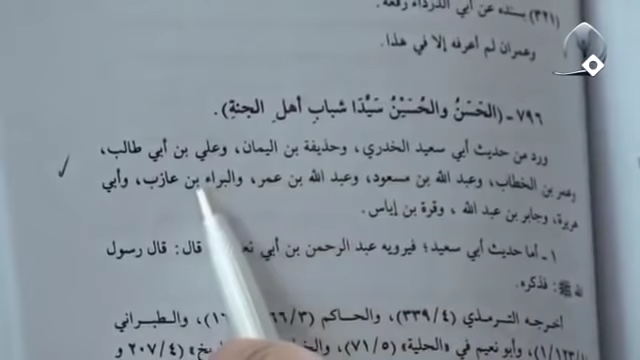 (٣٢١) بسنده عن أبي الدرداء رفعه.
وعمران لم أعرفه إلا في هذا.
٧٩٦ - (الحَسَنُ والحُسَيْنُ سَيِّدَا شبابِ أهلِ الجنةِ).
ورد من حديث أبي سعيد الخدري، وحذيفة بن اليمان، وعلي بن أبي طالب،
وعمر بن الخطاب، وعبد الله بن مسعود، وعبد الله بن عمر، والبراء بن عازب، وأبي
هريرة، وجابر بن عبد الله ، وقرة بن إياس.
١ - أما حديث أبي سعيد؛ فيرويه عبد الرحمن بن أبي قال: قال رسول
الله ﷺ: فذكره.
اخرجه الترمذي (٣٣٩/٤)، والحاكم والطبراني
وأبو نعيم في «الحلية» (٧١/٥)، (٢٠٧/٤ و